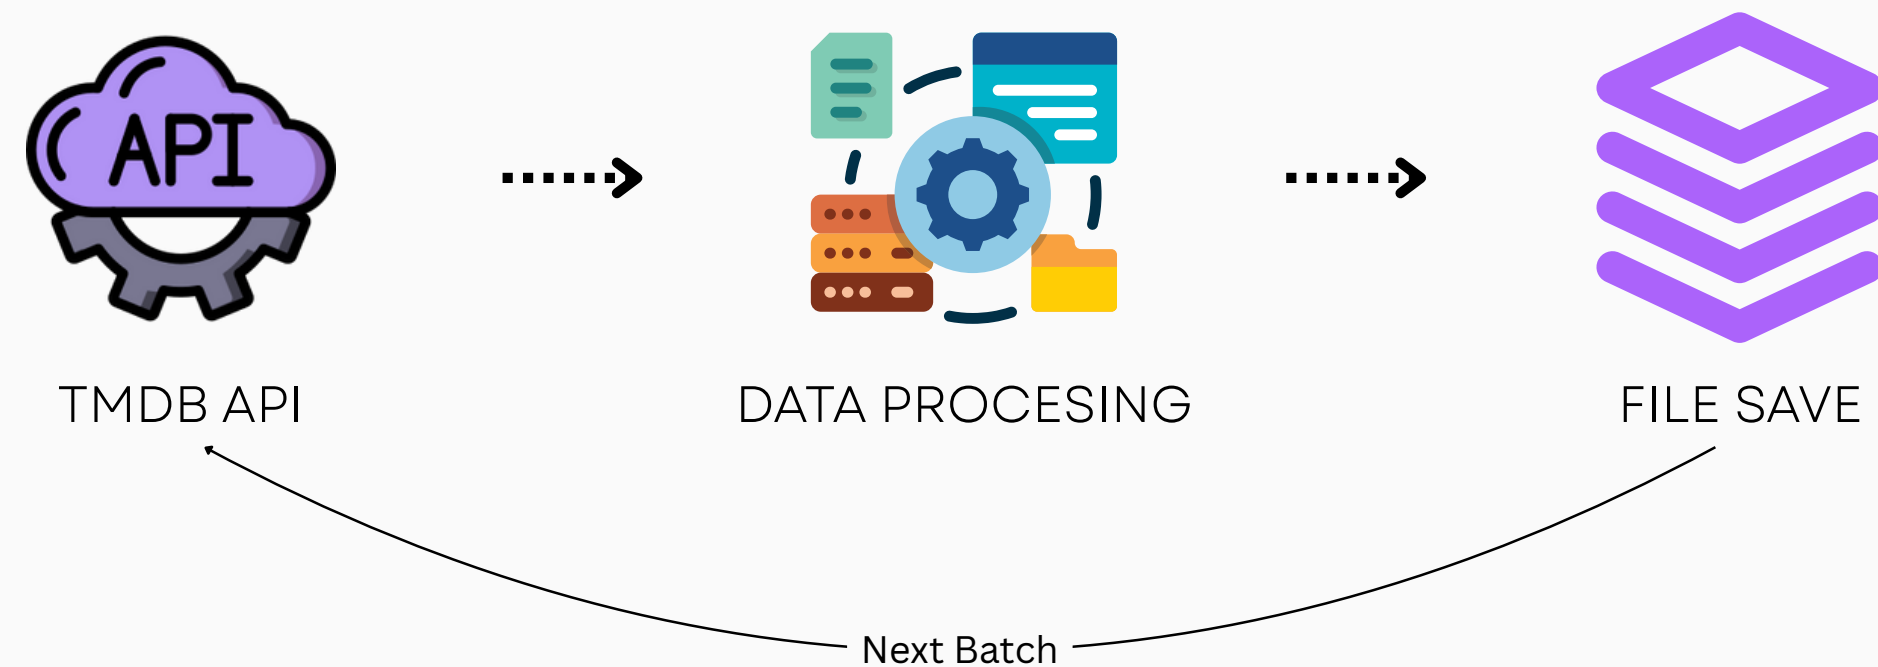 API
TMDB API
DATA PROCESING
FILE SAVE
Next Batch